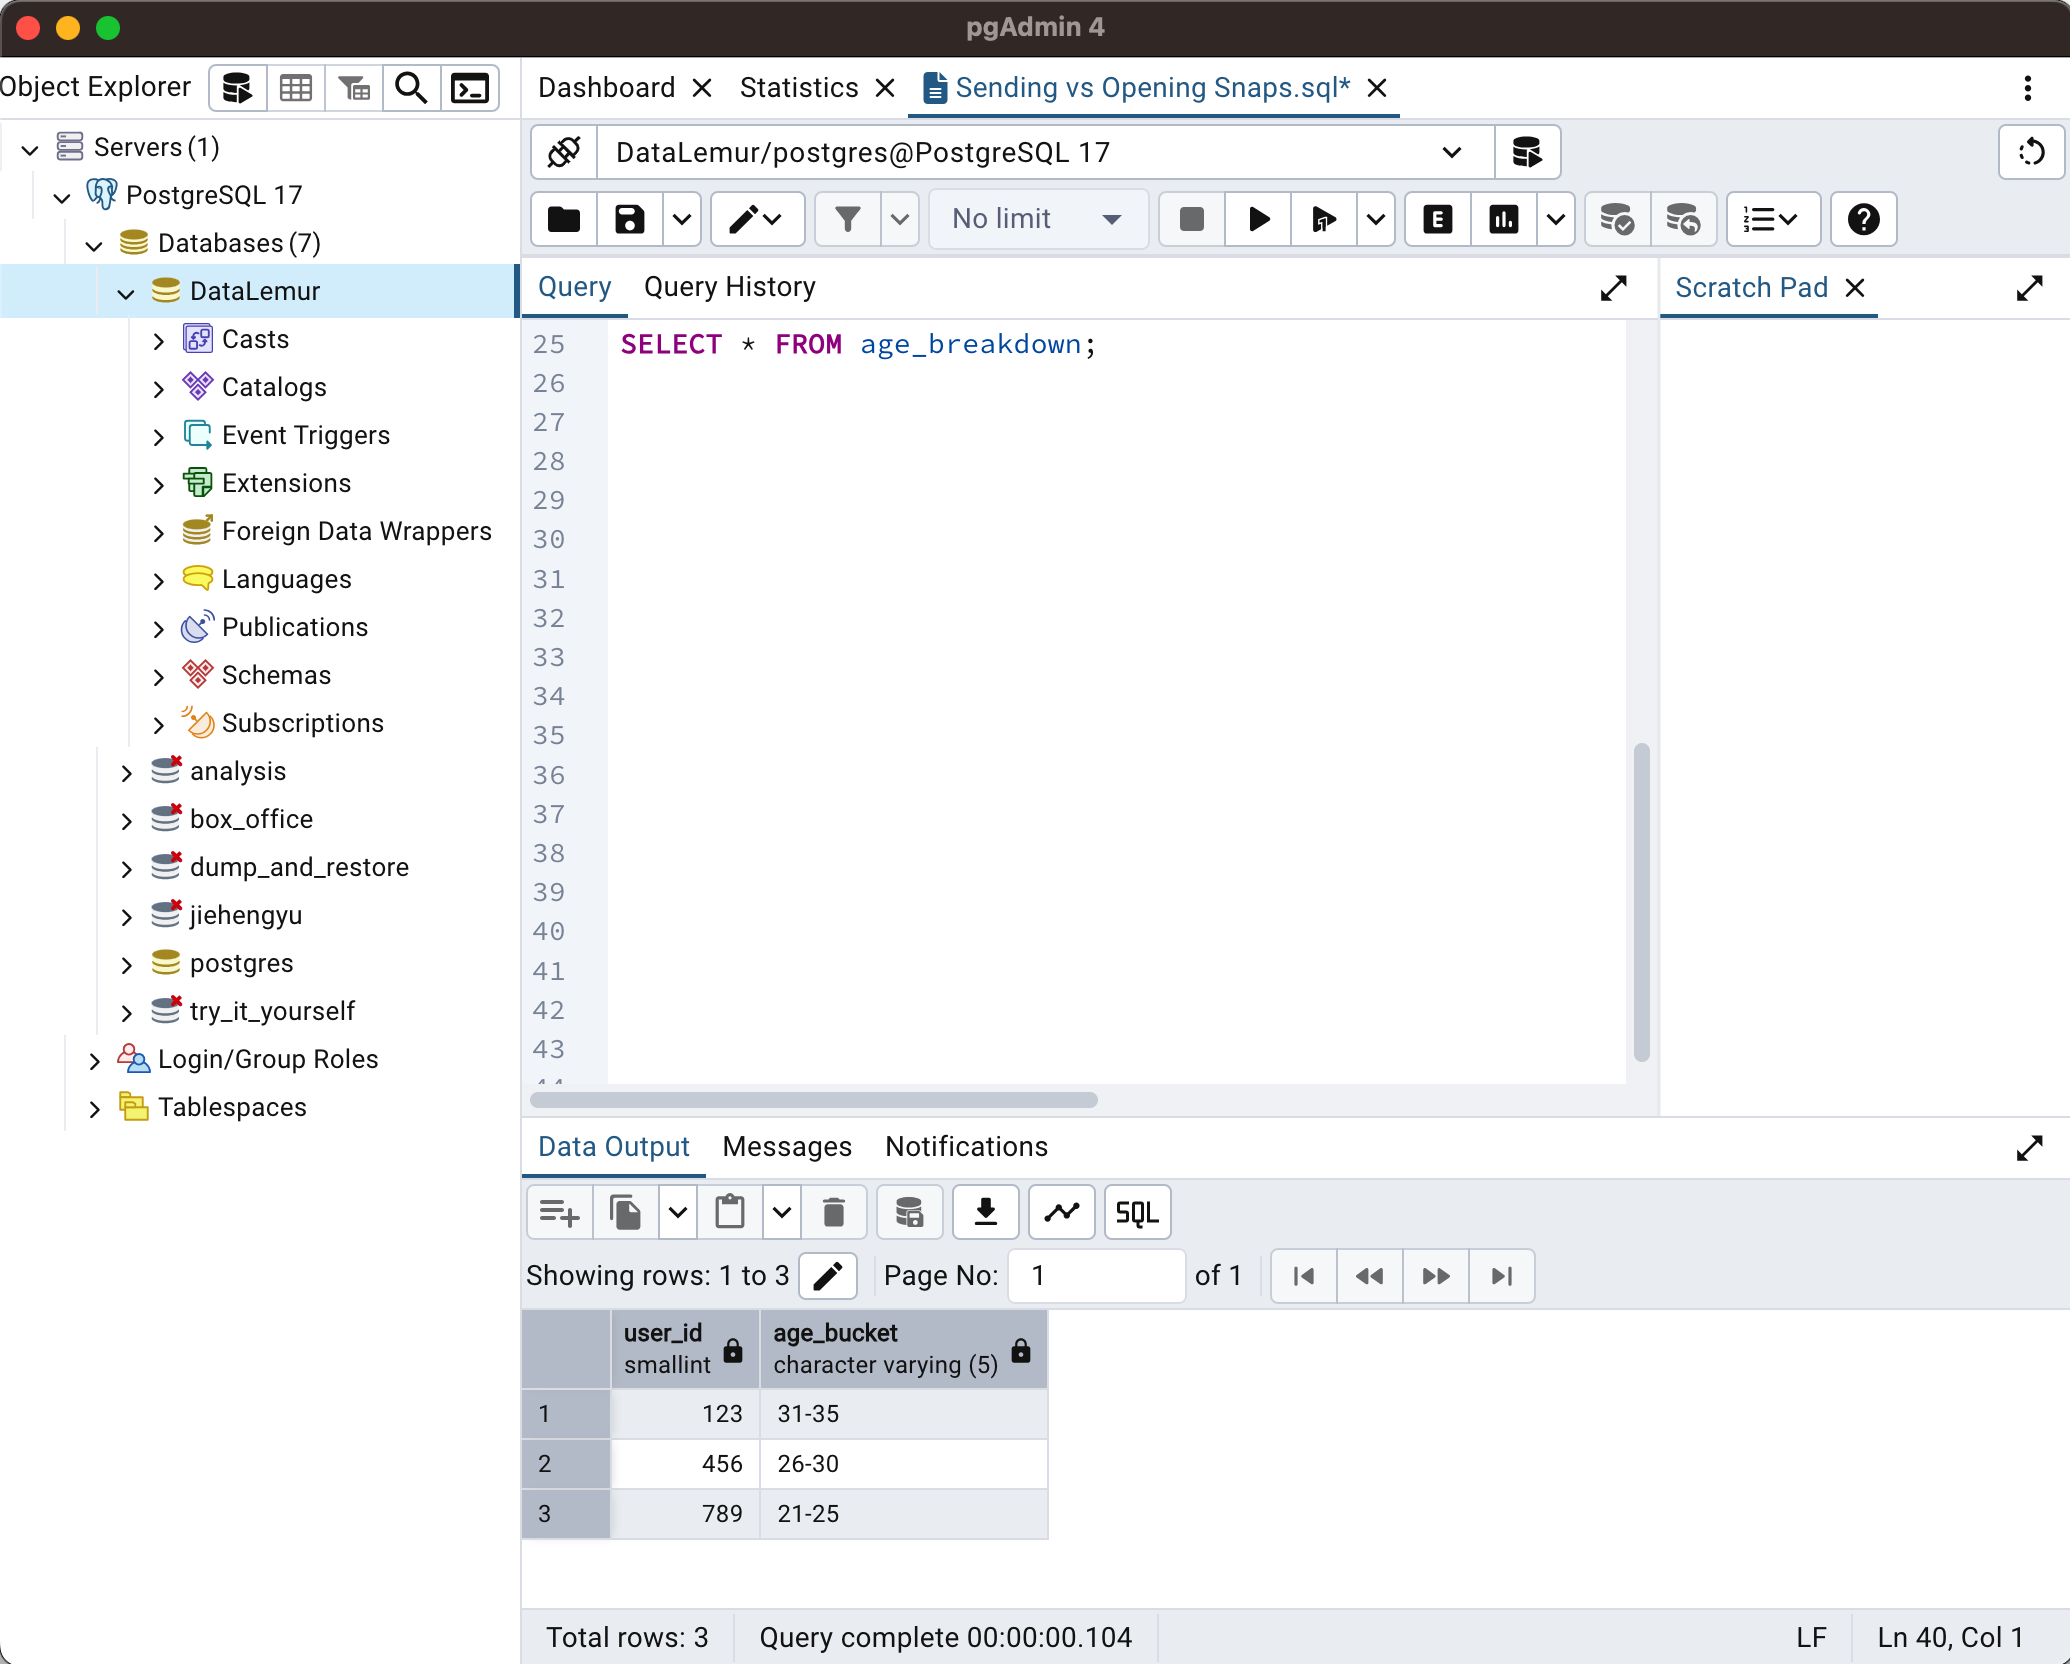 pgAdmin 4
Object Explorer
Servers (1)
PostgreSQL 17
Databases (7)
DataLemur
Casts
Catalogs
Event Triggers
Extensions
Foreign Data Wrappers
Languages
Publications
Schemas
Subscriptions
analysis
box_office
dump_and_restore
jiehengyu
postgres
try_it_yourself
Login/Group Roles
Tablespaces
Dashboard
Statistics
Sending vs Opening Snaps.sql*
DataLemur/postgres@PostgreSQL 17
No limit
E
Query
Query History
Scratch Pad
25 SELECT * FROM age_breakdown;
26
27
28
29
30
31
32
33
34
35
36
37
38
39
40
41
42
43
44
Data Output
Messages
Notifications
SQL
Showing rows: 1 to 3
Page No:
1
of 1
user_id
smallint
age_bucket
character varying (5)
1 123 31-35
2 456 26-30
3 789 21-25
Total rows: 3
Query complete 00:00:00.104
LF
Ln 40, Col 1